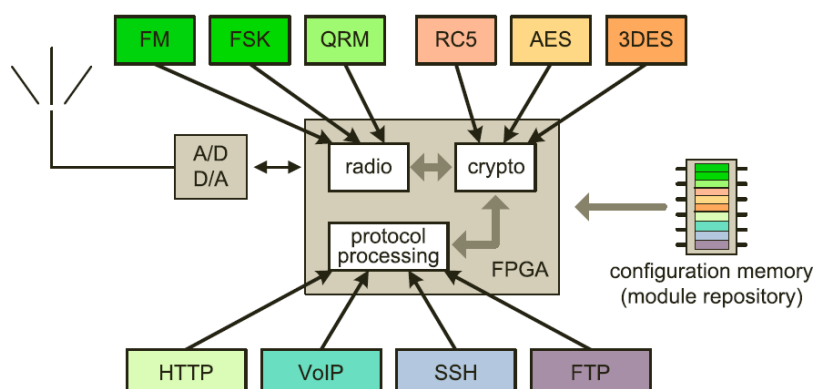 FM
FSK
QRM
RC5
AES
3DES
A/D
D/A
radio
crypto
protocol
processing
FPGA
configuration memory
(module repository)
HTTP
VoIP
SSH
FTP